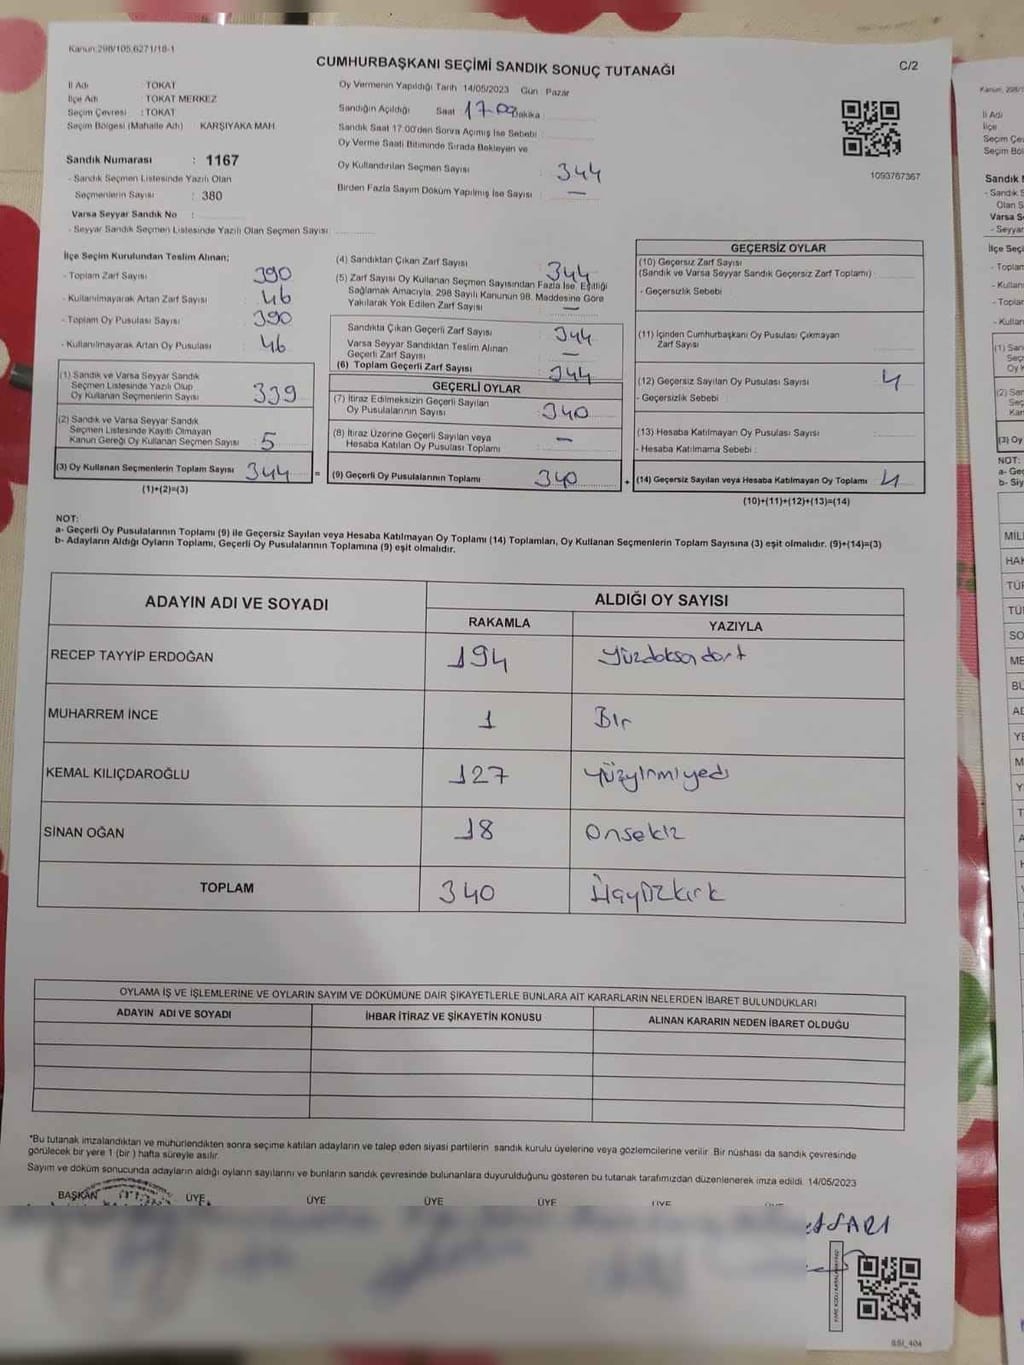 Kanun:298/105,6271/18-1
CUMHURBAŞKANI SEÇİMİ SANDIK SONUÇ TUTANAĞI
C/2
İl Adı : TOKAT
İlçe Adı : TOKAT MERKEZ
Seçim Çevresi : TOKAT
Seçim Bölgesi (Mahalle Adı) : KARŞIYAKA MAH.
Sandık Numarası : 1167
- Sandık Seçmen Listesinde Yazılı Olan
Seçmenlerin Sayısı : 380
Varsa Seyyar Sandık No :
- Seyyar Sandık Seçmen Listesinde Yazılı Olan Seçmen Sayısı:
Oy Vermenin Yapıldığı Tarih 14/05/2023 Gün : Pazar
Sandığın Açıldığı Saat 17:00 Dakika
Sandık Saat 17:00'den Sonra Açımış İse Sebebi :
Oy Verme Saati Bitiminde Sırada Bekleyen ve
Oy Kullandırılan Seçmen Sayısı : 344
Birden Fazla Sayım Döküm Yapılmış İse Sayısı : —
1093767367
İlçe Seçim Kurulundan Teslim Alınan;
- Toplam Zarf Sayısı 390
- Kullanılmayarak Artan Zarf Sayısı : 46
- Toplam Oy Pusulası Sayısı : 390
- Kullanılmayarak Artan Oy Pusulası : 46
(1) Sandık ve Varsa Seyyar Sandık
Seçmen Listesinde Yazılı Olup
Oy Kullanan Seçmenlerin Sayısı : 339
(2) Sandık ve Varsa Seyyar Sandık
Seçmen Listesinde Kayıtlı Olmayan
Kanun Gereği Oy Kullanan Seçmen Sayısı : 5
(3) Oy Kullanan Seçmenlerin Toplam Sayısı 344
(1)+(2)=(3)
(4) Sandıktan Çıkan Zarf Sayısı : 344
(5) Zarf Sayısı Oy Kullanan Seçmen Sayısından Fazla İse, Eşitliği
Sağlamak Amacıyla, 298 Sayılı Kanunun 98. Maddesine Göre
Yakılarak Yok Edilen Zarf Sayısı : —
Sandıkta Çıkan Geçerli Zarf Sayısı : 344
Varsa Seyyar Sandıktan Teslim Alınan
Geçerli Zarf Sayısı : —
(6) Toplam Geçerli Zarf Sayısı : 344
GEÇERLİ OYLAR
(7) İtiraz Edilmeksizin Geçerli Sayılan
Oy Pusulalarının Sayısı : 340
(8) İtiraz Üzerine Geçerli Sayılan veya
Hesaba Katılan Oy Pusulası Toplamı : —
= (9) Geçerli Oy Pusulalarının Toplamı : 340
GEÇERSİZ OYLAR
(10) Geçersiz Zarf Sayısı
(Sandık ve Varsa Seyyar Sandık Geçersiz Zarf Toplamı) :
- Geçersizlik Sebebi :
(11) İçinden Cumhurbaşkanı Oy Pusulası Çıkmayan
Zarf Sayısı :
(12) Geçersiz Sayılan Oy Pusulası Sayısı : 4
- Geçersizlik Sebebi :
(13) Hesaba Katılmayan Oy Pusulası Sayısı :
- Hesaba Katılmama Sebebi :
+ (14) Geçersiz Sayılan veya Hesaba Katılmayan Oy Toplamı : 4
(10)+(11)+(12)+(13)=(14)
NOT:
a- Geçerli Oy Pusulalarının Toplamı (9) ile Geçersiz Sayılan veya Hesaba Katılmayan Oy Toplamı (14) Toplamları, Oy Kullanan Seçmenlerin Toplam Sayısına (3) eşit olmalıdır. (9)+(14)=(3)
b- Adayların Aldığı Oyların Toplamı, Geçerli Oy Pusulalarının Toplamına (9) eşit olmalıdır.
ADAYIN ADI VE SOYADI
ALDIĞI OY SAYISI
RAKAMLA YAZIYLA
RECEP TAYYİP ERDOĞAN 194 Yüzdoksandört
MUHARREM İNCE 1 Bir
KEMAL KILIÇDAROĞLU 127 Yüzyirmiyedi
SİNAN OĞAN 18 Onsekiz
TOPLAM 340 Üçyüzkırk
OYLAMA İŞ VE İŞLEMLERİNE VE OYLARIN SAYIM VE DÖKÜMÜNE DAİR ŞİKAYETLERLE BUNLARA AİT KARARLARIN NELERDEN İBARET BULUNDUKLARI
ADAYIN ADI VE SOYADI İHBAR İTİRAZ VE ŞİKAYETİN KONUSU ALINAN KARARIN NEDEN İBARET OLDUĞU
*Bu tutanak imzalandıktan ve mühürlendikten sonra seçime katılan adayların ve talep eden siyasi partilerin sandık kurulu üyelerine veya gözlemcilerine verilir. Bir nüshası da sandık çevresinde
görülecek bir yere 1 (bir ) hafta süreyle asılır.
Sayım ve döküm sonucunda adayların aldığı oyların sayılarını ve bunların sandık çevresinde bulunanlara duyurulduğunu gösteren bu tutanak tarafımızdan düzenlenerek imza edildi. 14/05/2023
BAŞKAN ÜYE ÜYE ÜYE ÜYE ÜYE
SARI